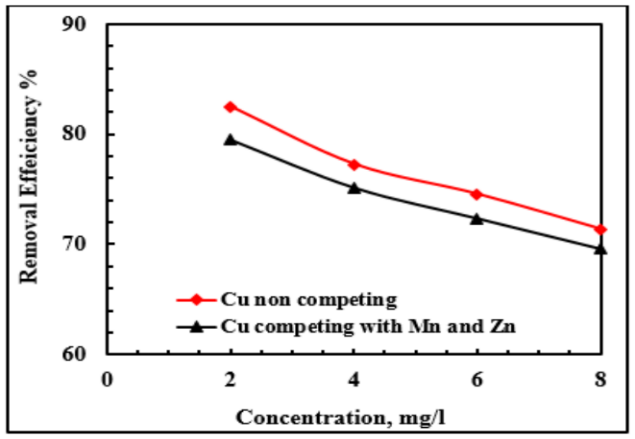 90
80
70
60
Removal Effeiciency %
Cu non competing
Cu competing with Mn and Zn
0 2 4 6 8
Concentration, mg/l